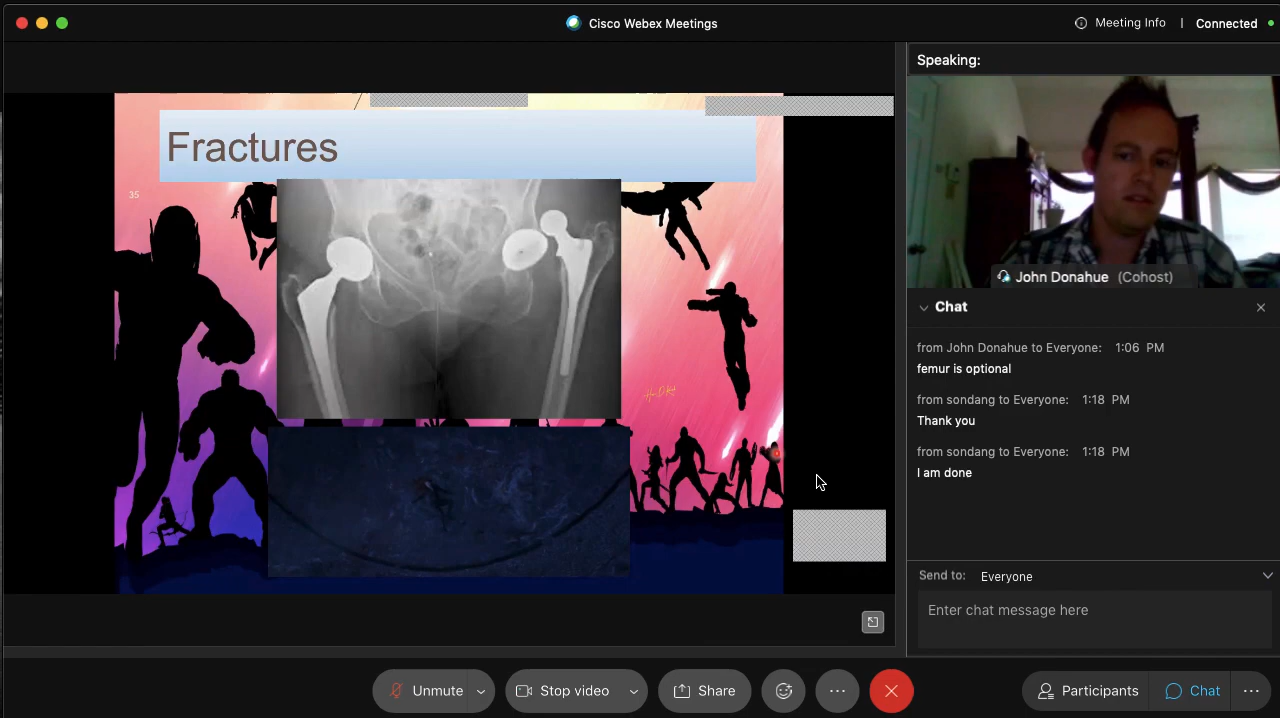 Cisco Webex Meetings
Meeting Info
Connected
Speaking:
Fractures
35
John Donahue (Cohost)
Chat
from John Donahue to Everyone: 1:06 PM
femur is optional
from sondang to Everyone: 1:18 PM
Thank you
from sondang to Everyone: 1:18 PM
I am done
Send to: Everyone
Enter chat message here
Unmute
Stop video
Share
Participants
Chat